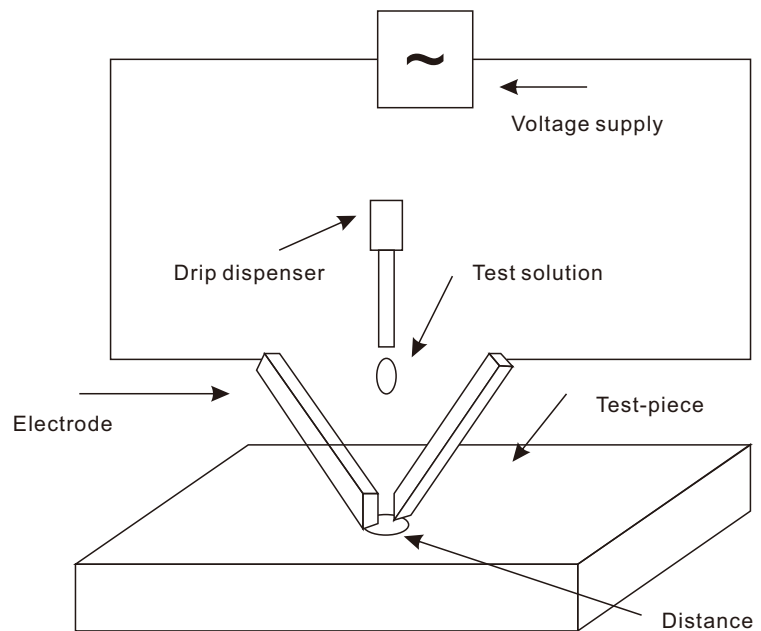 ~
Voltage supply
Drip dispenser
Test solution
Electrode
Test-piece
Distance